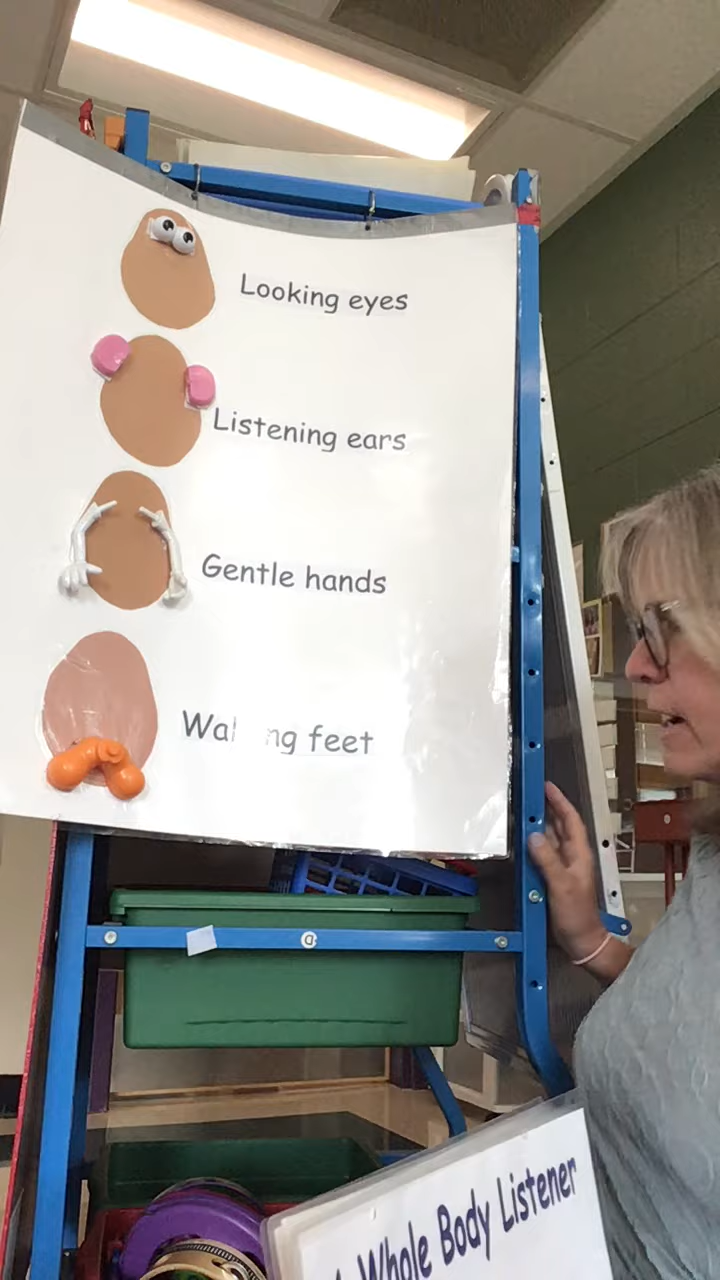 Looking eyes
Listening ears
Gentle hands
feet
Whole Body Listener